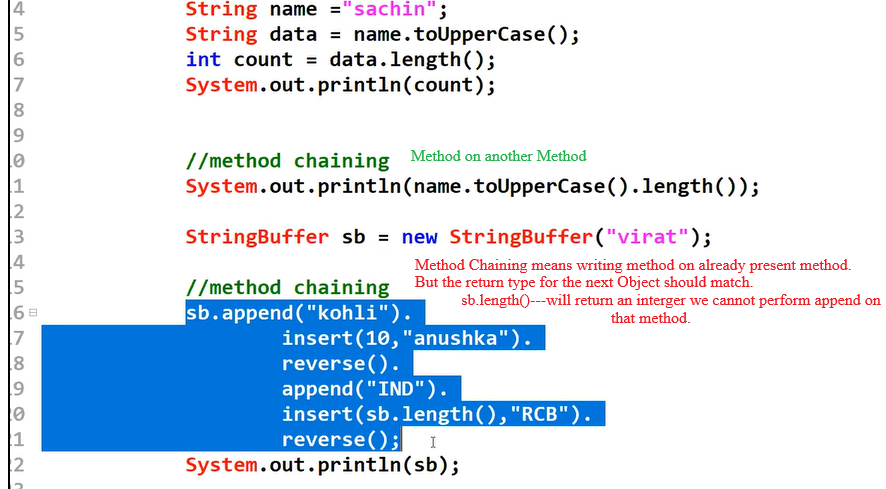 4 String name ="sachin";
5 String data = name.toUpperCase();
6 int count = data.length();
7 System.out.println(count);
8
9
0 //method chaining Method on another Method
1 System.out.println(name.toUpperCase().length());
2
3 StringBuffer sb = new StringBuffer("virat");
4 Method Chaining means writing method on already present method.
5 //method chaining But the return type for the next Object should match.
sb.length()---will return an interger we cannot perform append on
that method.
6 sb.append("kohli").
7 insert(10,"anushka").
8 reverse().
9 append("IND").
0 insert(sb.length(),"RCB").
1 reverse();
2 System.out.println(sb);